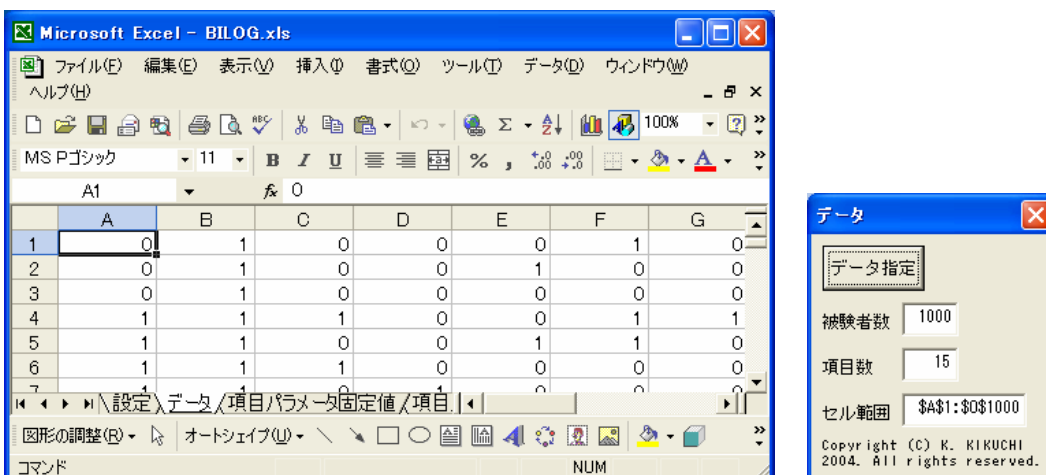 Microsoft Excel - BILOG.xls
ファイル(F) 編集(E) 表示(V) 挿入(I) 書式(O) ツール(T) データ(D) ウィンドウ(W)
ヘルプ(H)
100%
MS Pゴシック 11 B I U % ,
A1 fx 0
A B C D E F G
1 0 1 0 0 0 1 0
2 0 1 0 0 1 0 0
3 0 1 0 0 0 0 0
4 1 1 1 0 0 1 1
5 1 1 0 0 1 1 0
6 1 1 1 0 0 0 0
7 1 1 0 1 0 0 0
設定 データ 項目パラメータ固定値 項目
図形の調整(R) オートシェイプ(U)
コマンド NUM
データ
データ指定
被験者数 1000
項目数 15
セル範囲 $A$1:$O$1000
Copyright (C) K. KIKUCHI
2004. All rights reserved.